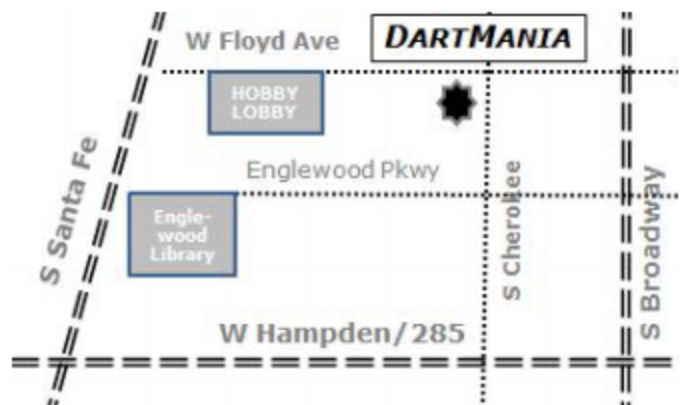 W Floyd Ave
DARTMANIA
HOBBY
LOBBY
S Santa Fe
Englewood Pkwy
Engle-
wood
Library
S Cherokee
S Broadway
W Hampden/285